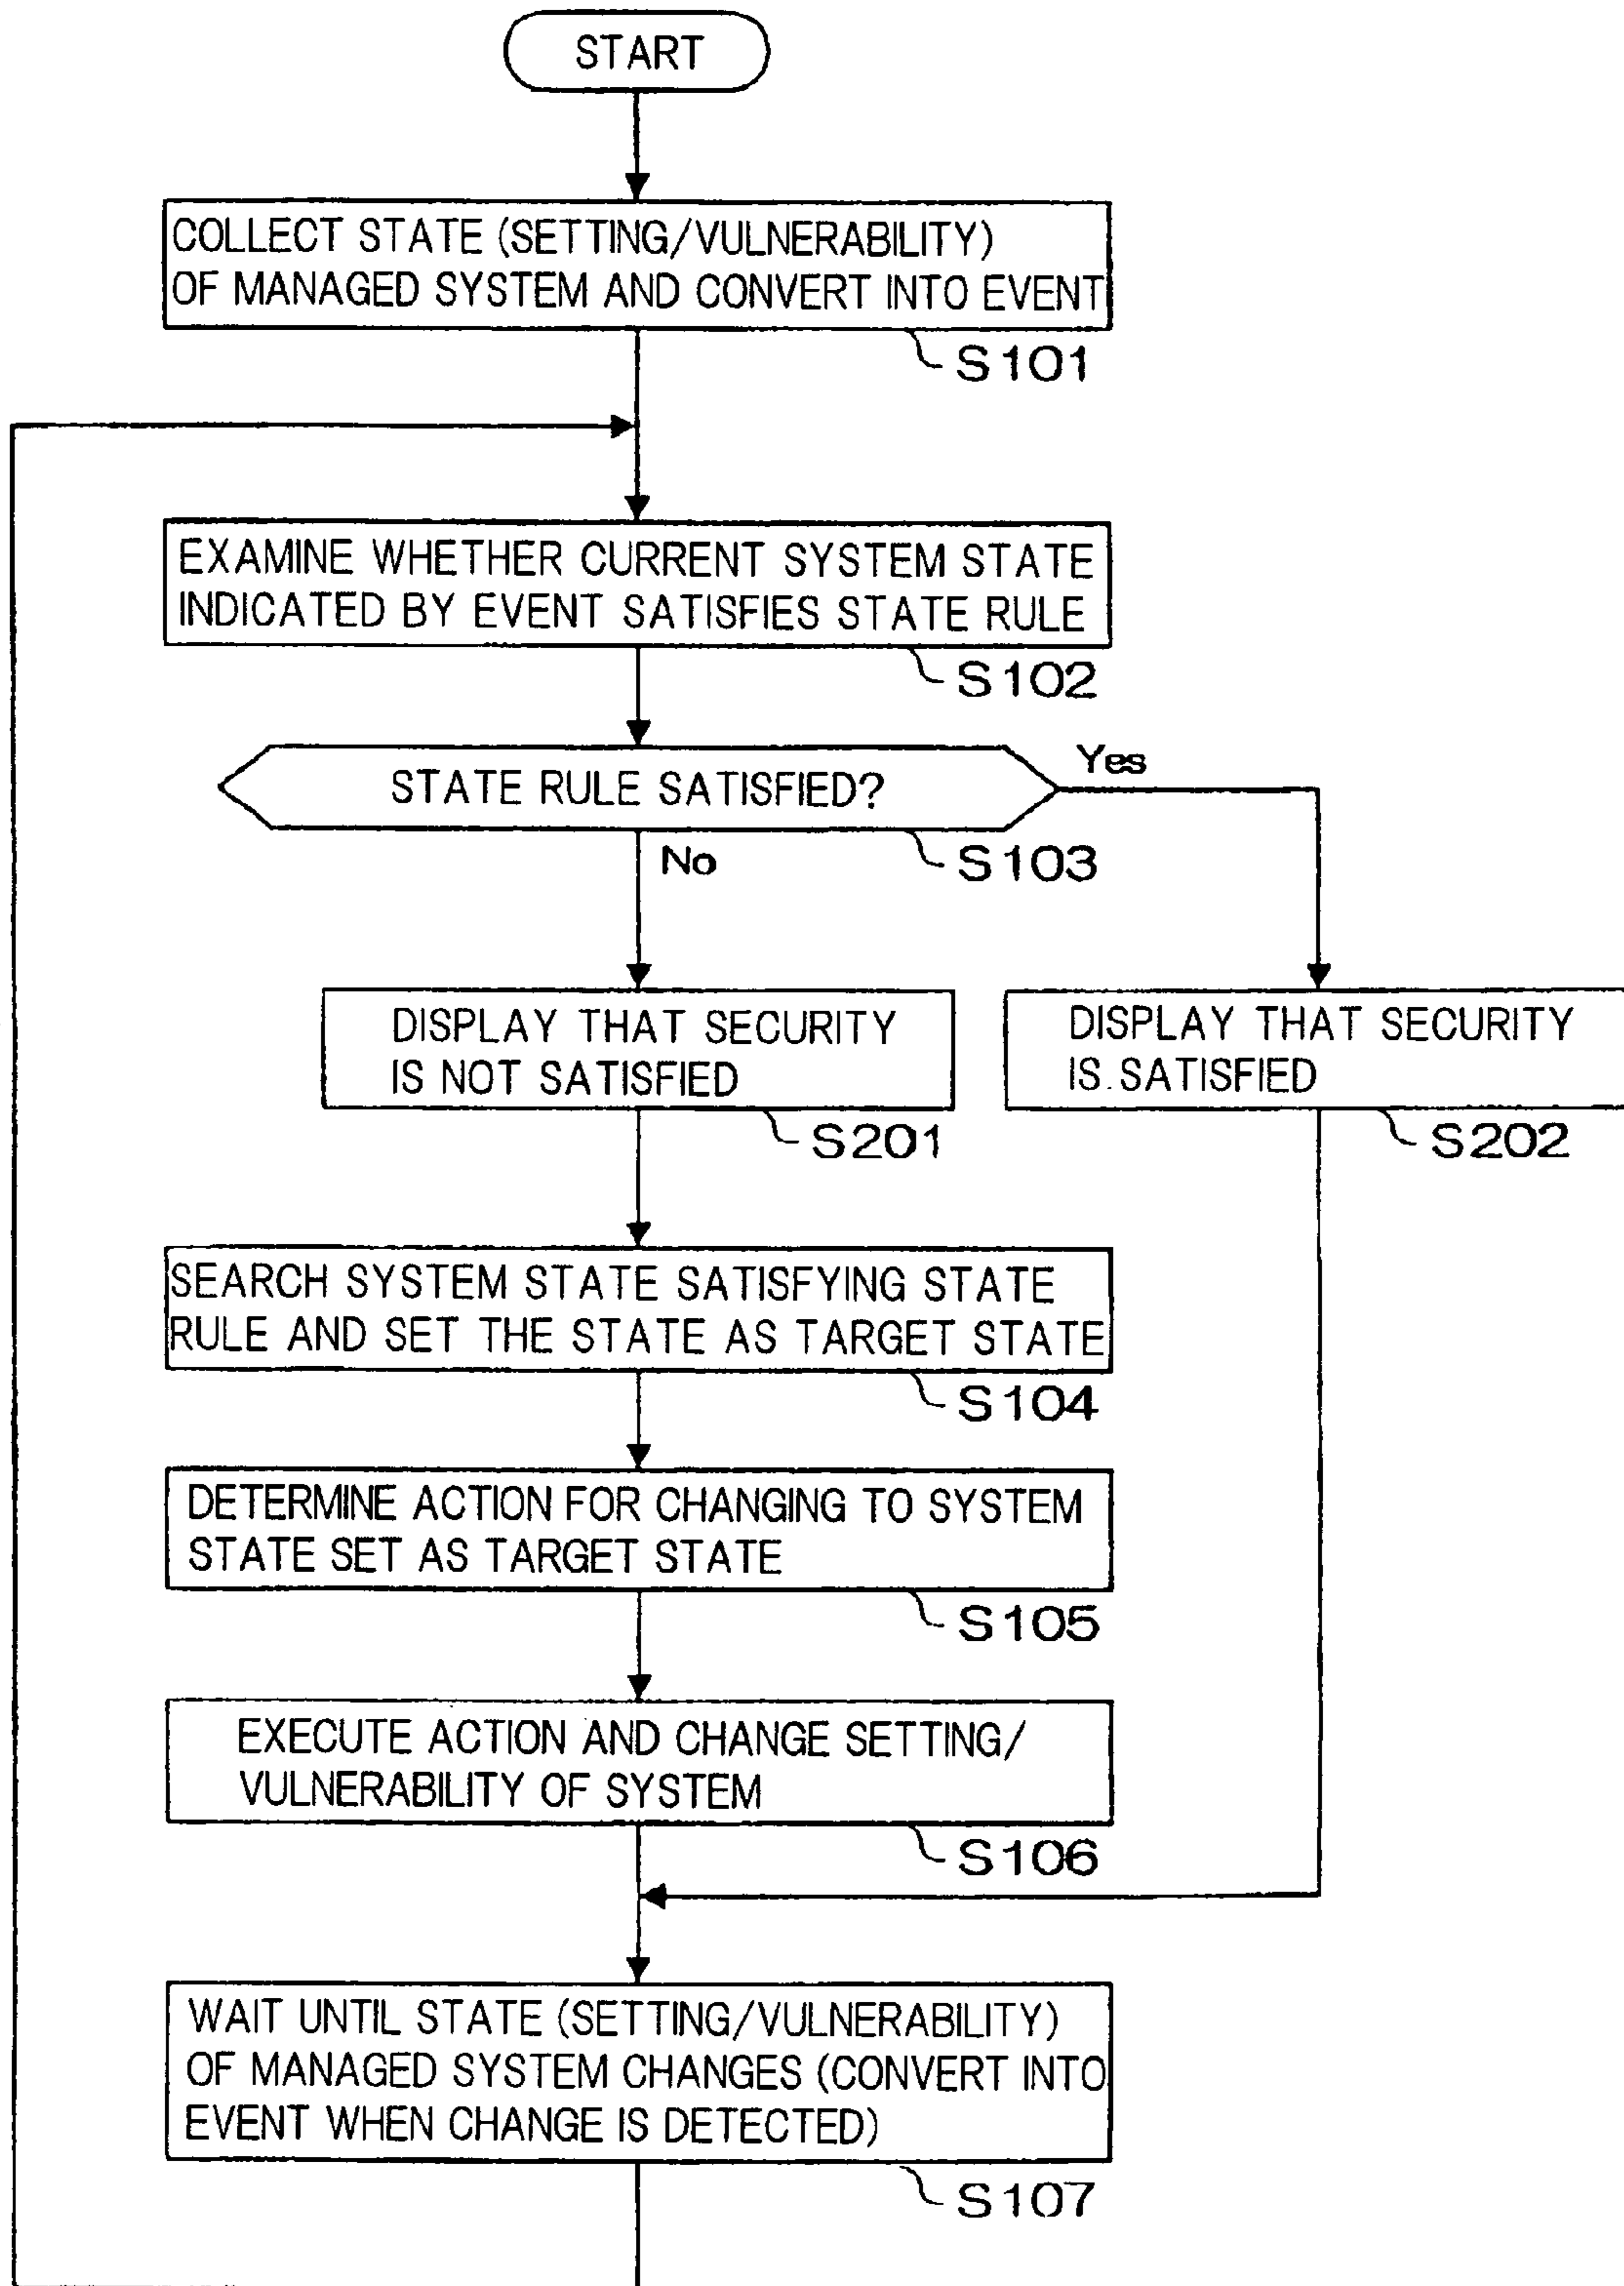 START
COLLECT STATE (SETTING/VULNERABILITY)
OF MANAGED SYSTEM AND CONVERT INTO EVENT
S101
EXAMINE WHETHER CURRENT SYSTEM STATE
INDICATED BY EVENT SATISFIES STATE RULE
S102
STATE RULE SATISFIED?
Yes
S103
No
DISPLAY THAT SECURITY
IS NOT SATISFIED
S201
DISPLAY THAT SECURITY
IS SATISFIED
S202
SEARCH SYSTEM STATE SATISFYING STATE
RULE AND SET THE STATE AS TARGET STATE
S104
DETERMINE ACTION FOR CHANGING TO SYSTEM
STATE SET AS TARGET STATE
S105
EXECUTE ACTION AND CHANGE SETTING/
VULNERABILITY OF SYSTEM
S106
WAIT UNTIL STATE (SETTING/VULNERABILITY)
OF MANAGED SYSTEM CHANGES (CONVERT INTO
EVENT WHEN CHANGE IS DETECTED)
S107